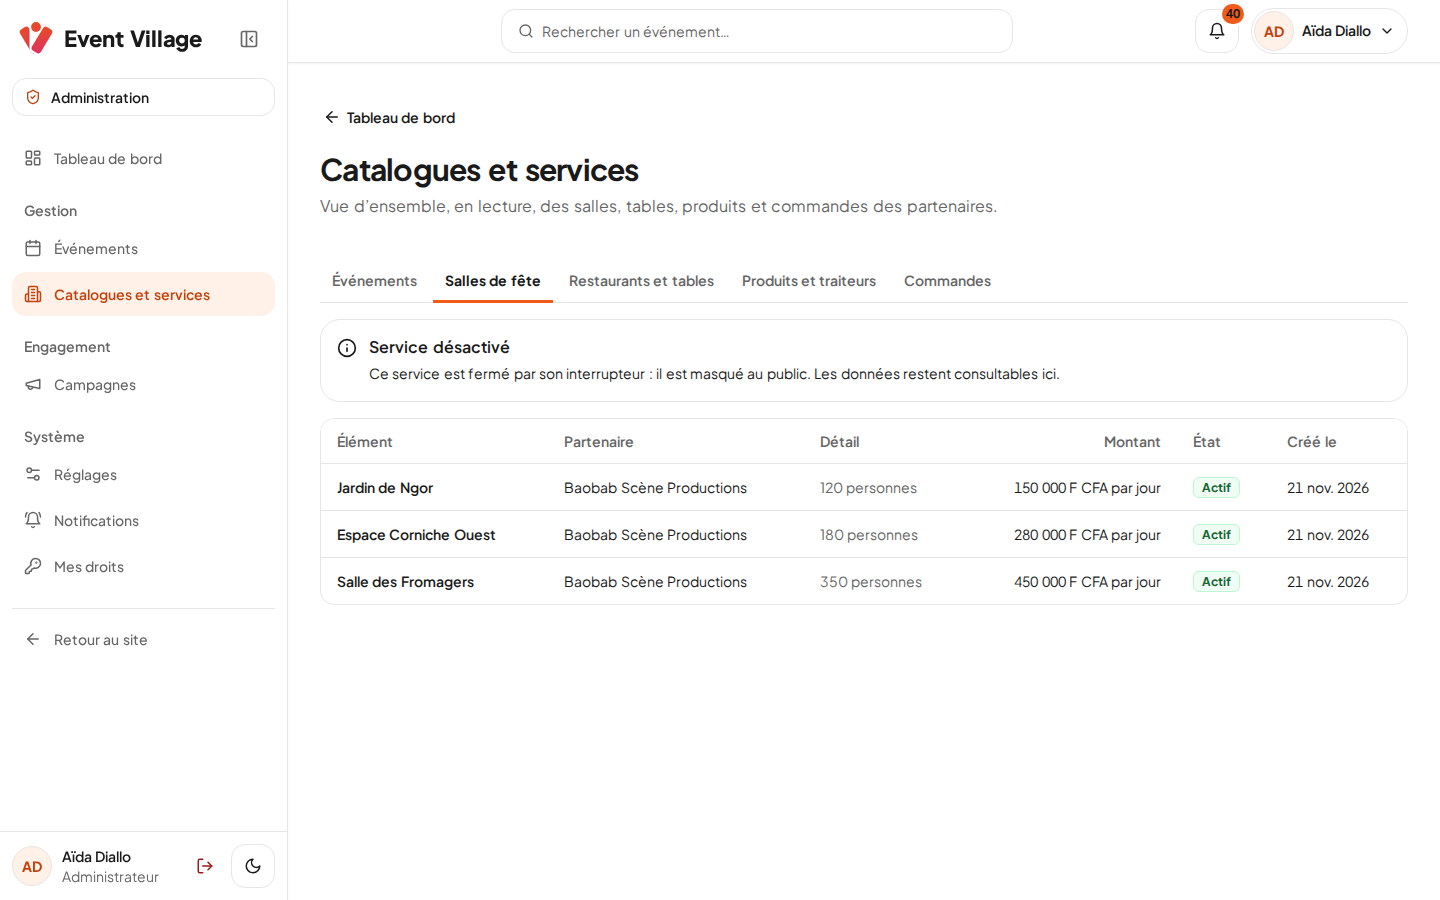 Event Village
Administration
Tableau de bord
Gestion
Événements
Catalogues et services
Engagement
Campagnes
Système
Réglages
Notifications
Mes droits
Retour au site
AD
Aïda Diallo
Administrateur
Rechercher un événement...
40
AD
Aïda Diallo
Tableau de bord
Catalogues et services
Vue d’ensemble, en lecture, des salles, tables, produits et commandes des partenaires.
Événements Salles de fête Restaurants et tables Produits et traiteurs Commandes
Service désactivé
Ce service est fermé par son interrupteur : il est masqué au public. Les données restent consultables ici.
Élément Partenaire Détail Montant État Créé le
Jardin de Ngor Baobab Scène Productions 120 personnes 150 000 F CFA par jour Actif 21 nov. 2026
Espace Corniche Ouest Baobab Scène Productions 180 personnes 280 000 F CFA par jour Actif 21 nov. 2026
Salle des Fromagers Baobab Scène Productions 350 personnes 450 000 F CFA par jour Actif 21 nov. 2026